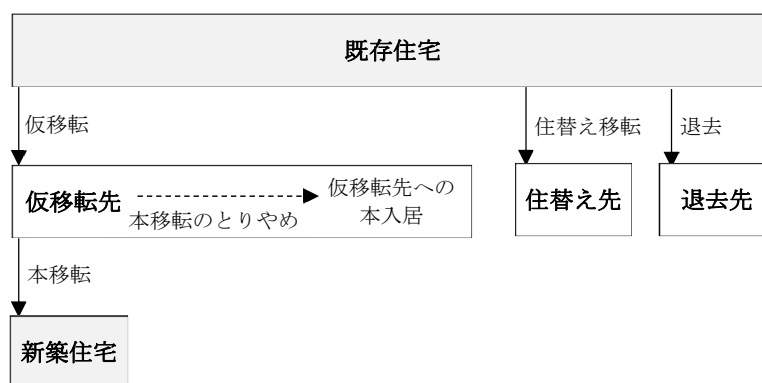 既存住宅
仮移転
住替え移転
退去
仮移転先
本移転のとりやめ
仮移転先への
本入居
住替え先
退去先
本移転
新築住宅